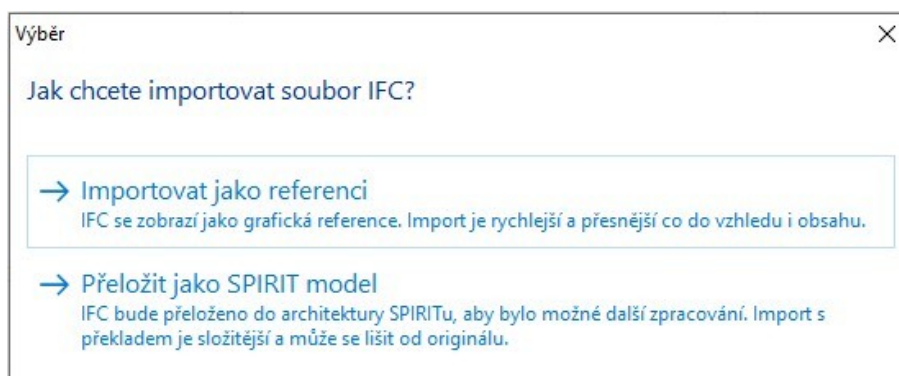 Výběr
Jak chcete importovat soubor IFC?
Importovat jako referenci
IFC se zobrazí jako grafická reference. Import je rychlejší a přesnější co do vzhledu i obsahu.
Přeložit jako SPIRIT model
IFC bude přeloženo do architektury SPIRITu, aby bylo možné další zpracování. Import s
překladem je složitější a může se lišit od originálu.